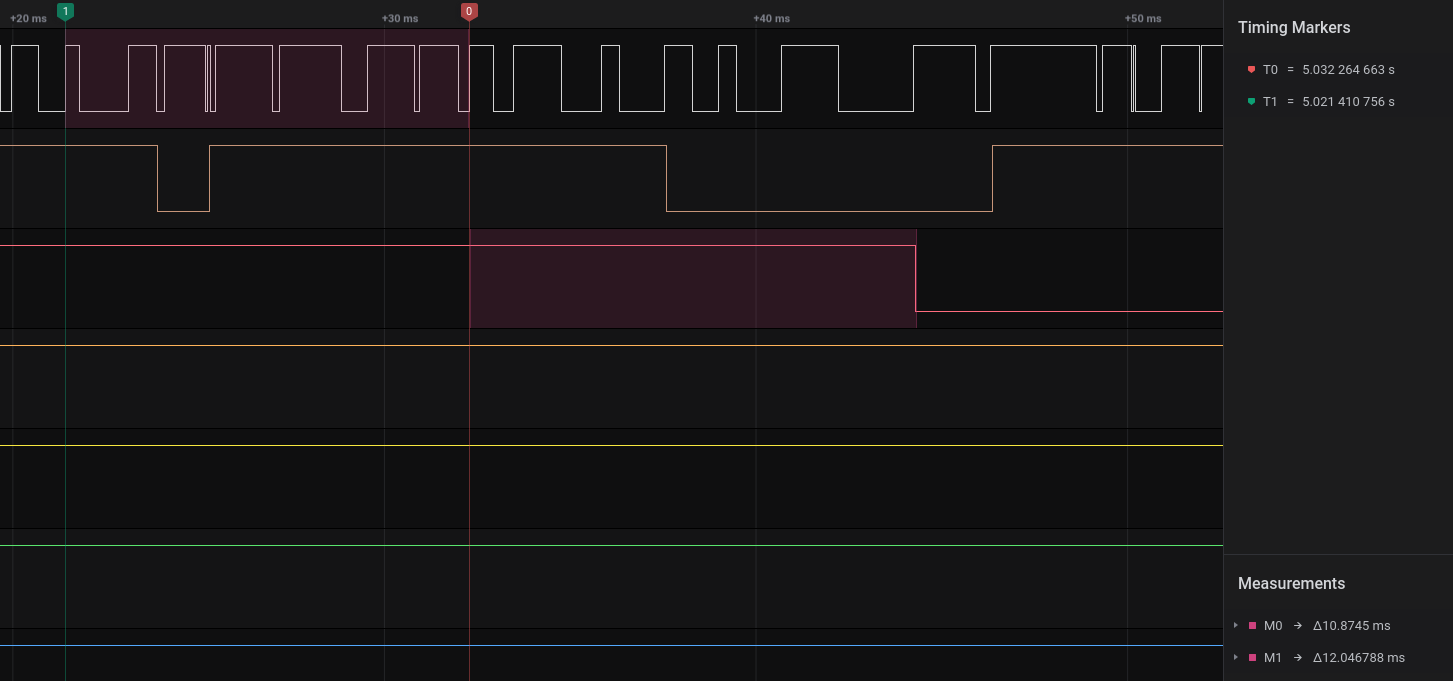 +20 ms
1
+30 ms
0
+40 ms
+50 ms
Timing Markers
T0 = 5.032 264 663 s
T1 = 5.021 410 756 s
Measurements
M0 → Δ10.8745 ms
M1 → Δ12.046788 ms